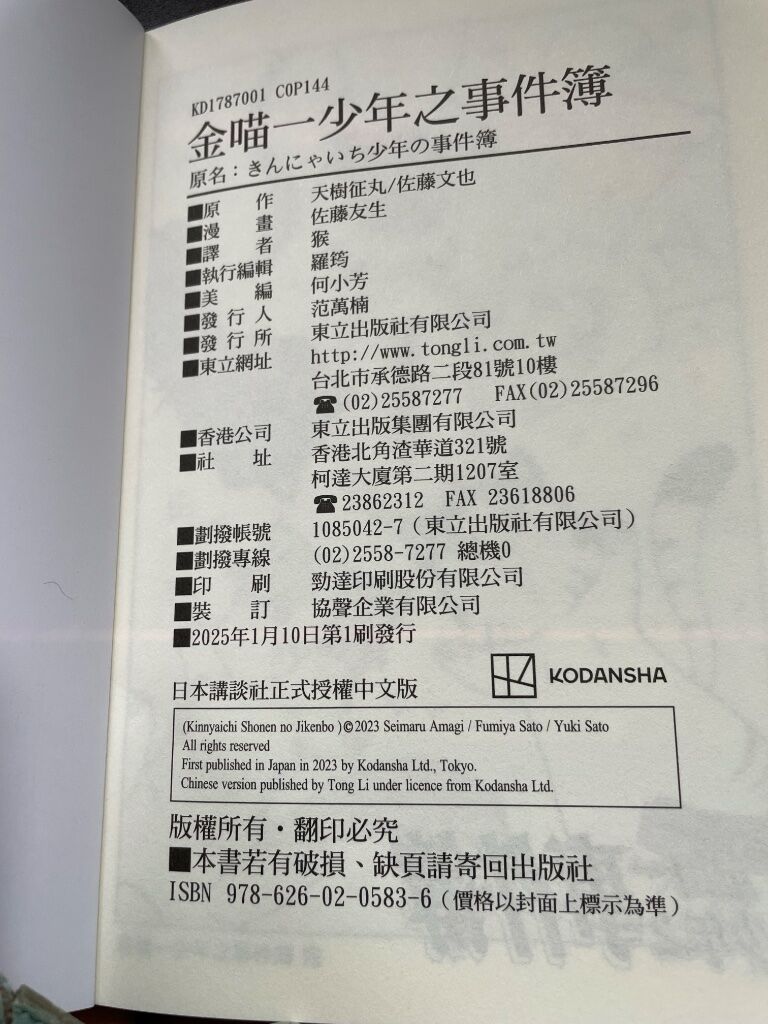 KD1787001 COP144
金喵一少年之事件簿
原名：きんにゃいち少年の事件簿
■原　作　天樹征丸/佐藤文也
■漫　畫　佐藤友生
■譯　者　猴
■執行編輯　羅筠
■美　編　何小芳
■發行人　范萬楠
■發行所　東立出版社有限公司
■東立網址　http://www.tongli.com.tw
台北市承德路二段81號10樓
☎(02)25587277　FAX(02)25587296
■香港公司　東立出版集團有限公司
■社　址　香港北角渣華道321號
柯達大廈第二期1207室
☎23862312　FAX 23618806
■劃撥帳號　1085042-7（東立出版社有限公司）
■劃撥專線　(02)2558-7277 總機0
■印　刷　勁達印刷股份有限公司
■裝　訂　協聲企業有限公司
■2025年1月10日第1刷發行
日本講談社正式授權中文版　KODANSHA
(Kinnyaichi Shonen no Jikenbo )©2023 Seimaru Amagi / Fumiya Sato / Yuki Sato
All rights reserved
First published in Japan in 2023 by Kodansha Ltd., Tokyo.
Chinese version published by Tong Li under licence from Kodansha Ltd.
版權所有・翻印必究
■本書若有破損、缺頁請寄回出版社
ISBN 978-626-02-0583-6（價格以封面上標示為準）